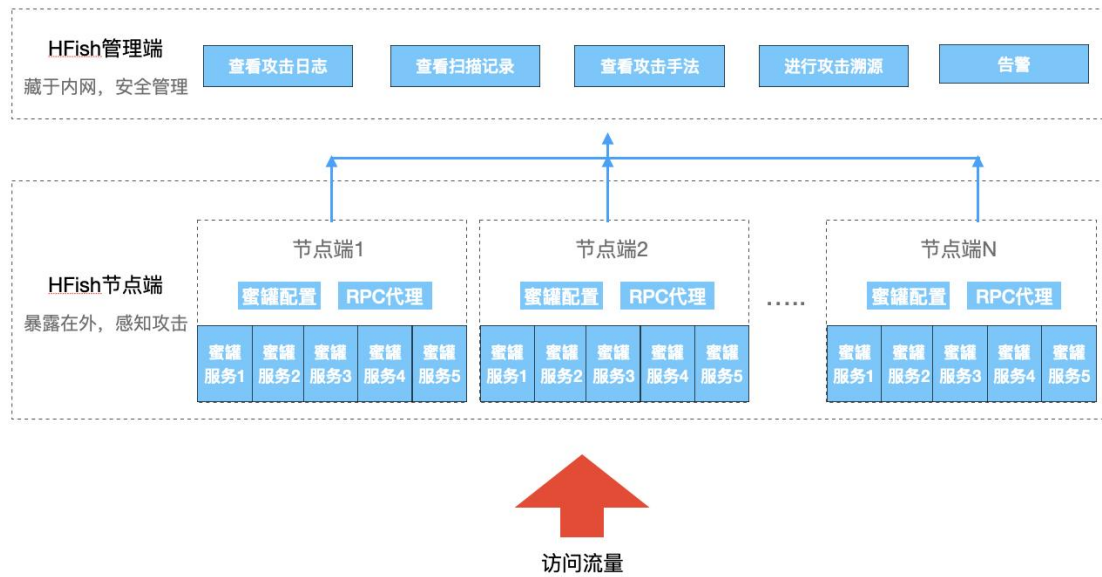 HFish管理端
藏于内网，安全管理
查看攻击日志
查看扫描记录
查看攻击手法
进行攻击溯源
告警
HFish节点端
暴露在外，感知攻击
节点端1
蜜罐配置
RPC代理
蜜罐
服务1
蜜罐
服务2
蜜罐
服务3
蜜罐
服务4
蜜罐
服务5
节点端2
蜜罐配置
RPC代理
蜜罐
服务1
蜜罐
服务2
蜜罐
服务3
蜜罐
服务4
蜜罐
服务5
.....
节点端N
蜜罐配置
RPC代理
蜜罐
服务1
蜜罐
服务2
蜜罐
服务3
蜜罐
服务4
蜜罐
服务5
访问流量